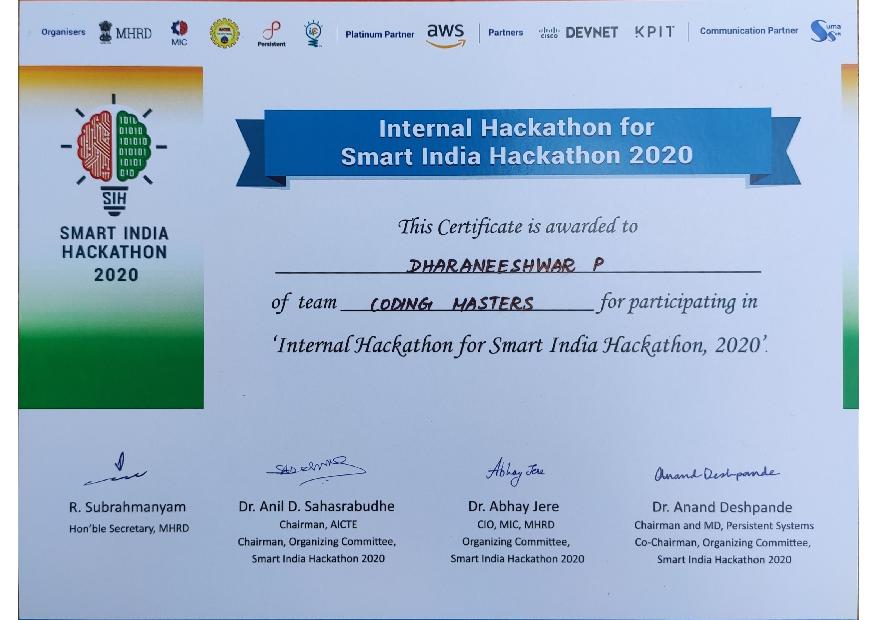 Organisers MHRD MIC AICTE Persistent Platinum Partner aws Partners cisco DEVNET KPIT Communication Partner Suma Soft
Internal Hackathon for
Smart India Hackathon 2020
SIH
SMART INDIA
HACKATHON
2020
This Certificate is awarded to
DHARANEESHWAR P
of team CODING MASTERS for participating in
‘Internal Hackathon for Smart India Hackathon, 2020’.
Abhay Jere
Anand Deshpande
R. Subrahmanyam
Hon'ble Secretary, MHRD
Dr. Anil D. Sahasrabudhe
Chairman, AICTE
Chairman, Organizing Committee,
Smart India Hackathon 2020
Dr. Abhay Jere
CIO, MIC, MHRD
Organizing Committee,
Smart India Hackathon 2020
Dr. Anand Deshpande
Chairman and MD, Persistent Systems
Co-Chairman, Organizing Committee,
Smart India Hackathon 2020